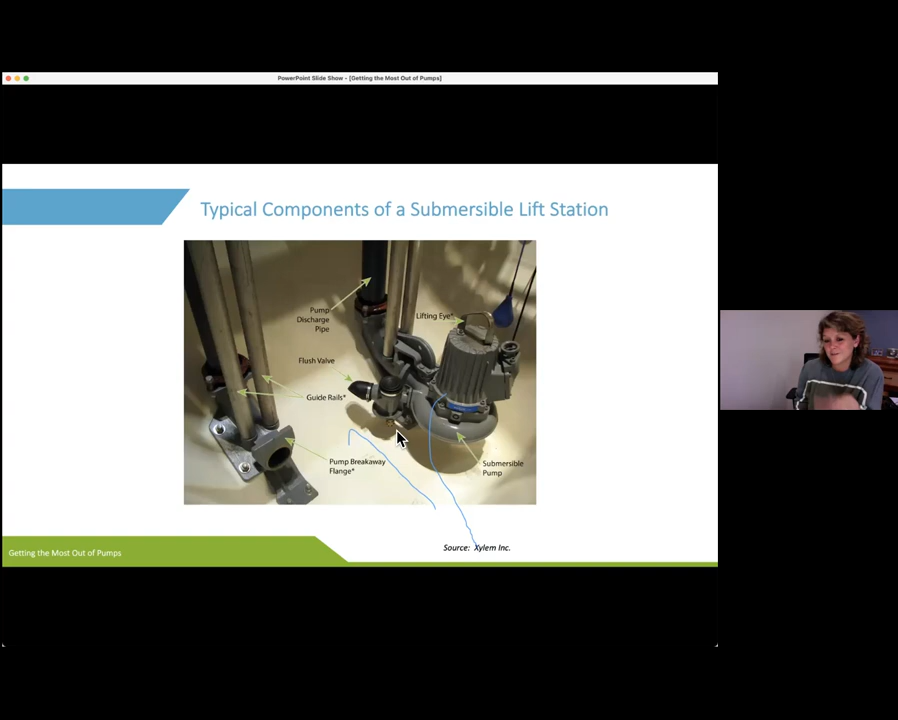 PowerPoint Slide Show - [Getting the Most Out of Pumps]
Typical Components of a Submersible Lift Station
Pump
Discharge
Pipe
Lifting Eye*
Flush Valve
Guide Rails*
Pump Breakaway
Flange*
Submersible
Pump
Source: Xylem Inc.
Getting the Most Out of Pumps